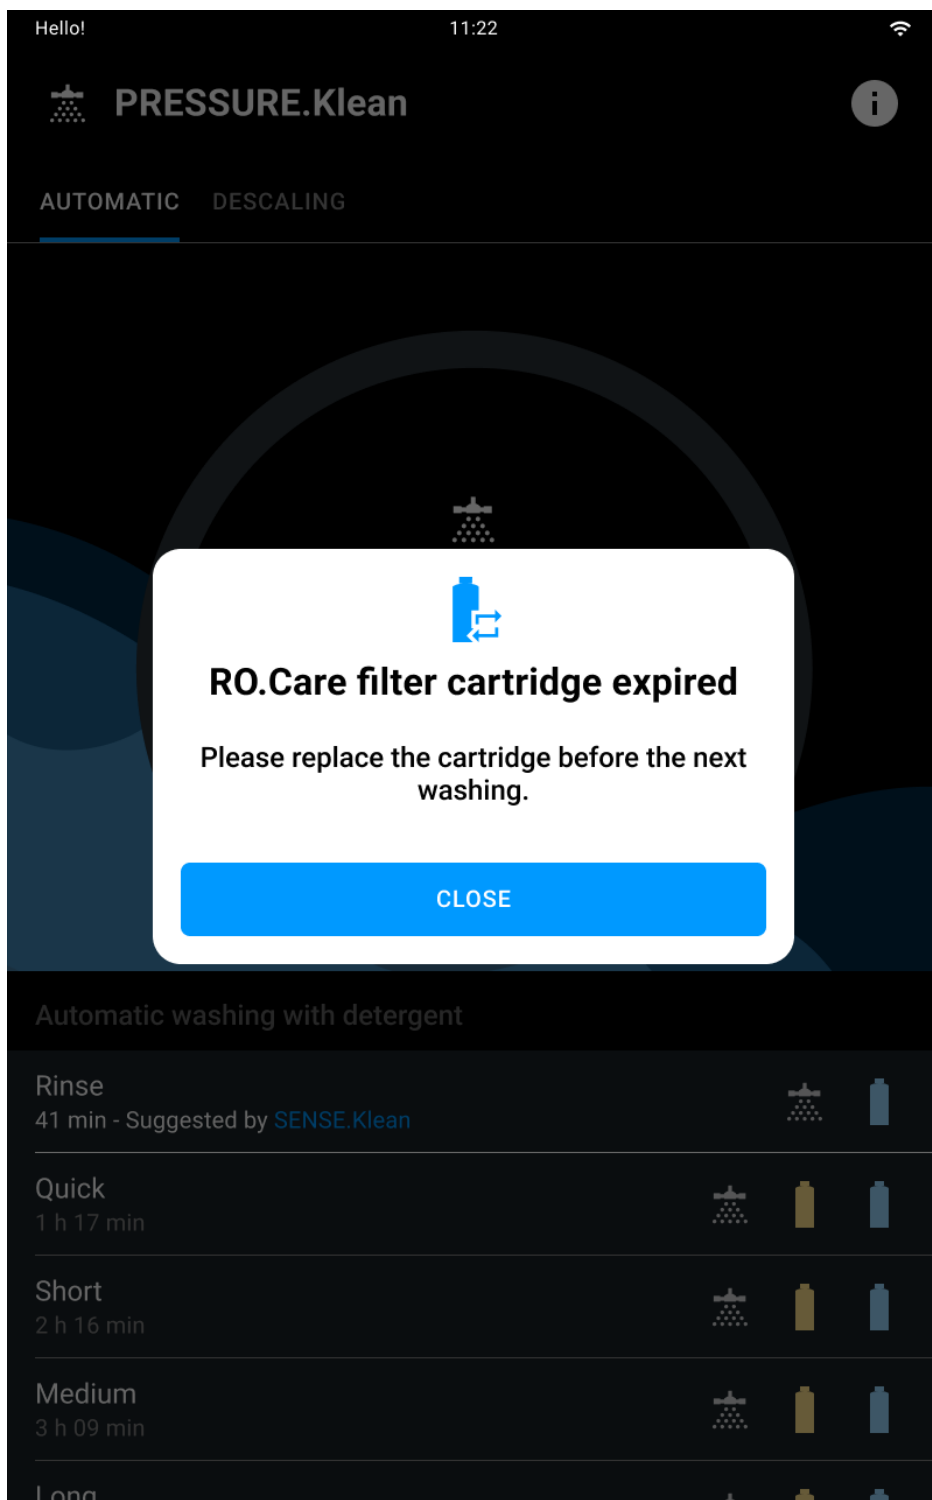 Hello!
11:22
PRESSURE.Klean
AUTOMATIC
DESCALING
RO.Care filter cartridge expired
Please replace the cartridge before the next
washing.
CLOSE
Automatic washing with detergent
Rinse
41 min - Suggested by SENSE.Klean
Quick
1 h 17 min
Short
2 h 16 min
Medium
3 h 09 min
Long